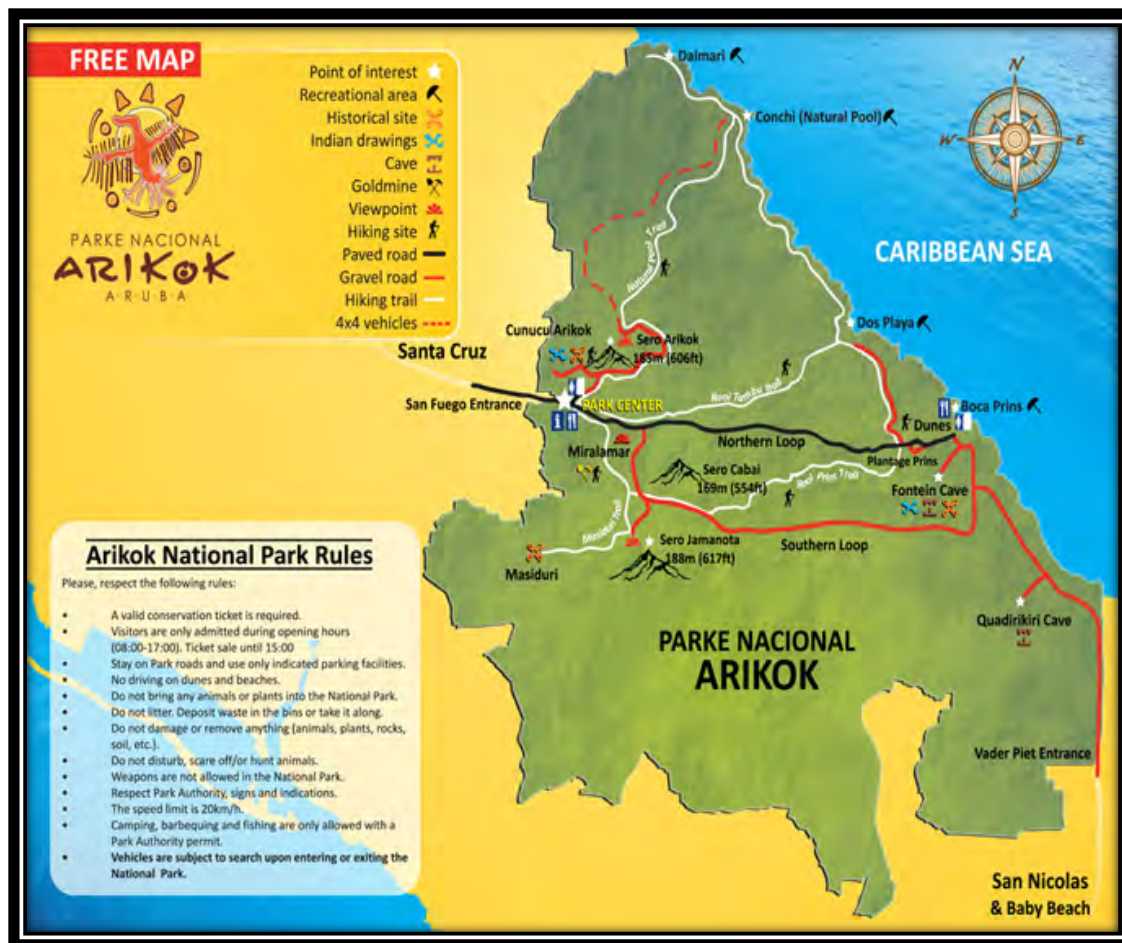 FREE MAP
PARKE NACIONAL
ARIKOK
A·R·U·B·A
Point of interest
Recreational area
Historical site
Indian drawings
Cave
Goldmine
Viewpoint
Hiking site
Paved road
Gravel road
Hiking trail
4x4 vehicles
Daimari
Conchi (Natural Pool)
N
W
E
S
CARIBBEAN SEA
Natural Pool Trail
Dos Playa
Cunucu Arikok
Sero Arikok
185m (606ft)
Santa Cruz
San Fuego Entrance
PARK CENTER
Rooi Tambu Trail
Boca Prins
Dunes
Northern Loop
Miralamar
Plantage Prins
Sero Cabai
169m (554ft)
Rooi Prins Trail
Fontein Cave
Masiduri Trail
Sero Jamanota
188m (617ft)
Southern Loop
Masiduri
Quadirikiri Cave
PARKE NACIONAL
ARIKOK
Vader Piet Entrance
San Nicolas
& Baby Beach
Arikok National Park Rules
Please, respect the following rules:
• A valid conservation ticket is required.
• Visitors are only admitted during opening hours
(08:00-17:00). Ticket sale until 15:00
• Stay on Park roads and use only indicated parking facilities.
• No driving on dunes and beaches.
• Do not bring any animals or plants into the National Park.
• Do not litter. Deposit waste in the bins or take it along.
• Do not damage or remove anything (animals, plants, rocks,
soil, etc.).
• Do not disturb, scare off/or hunt animals.
• Weapons are not allowed in the National Park.
• Respect Park Authority, signs and indications.
• The speed limit is 20km/h.
• Camping, barbequing and fishing are only allowed with a
Park Authority permit.
• Vehicles are subject to search upon entering or exiting the
National Park.